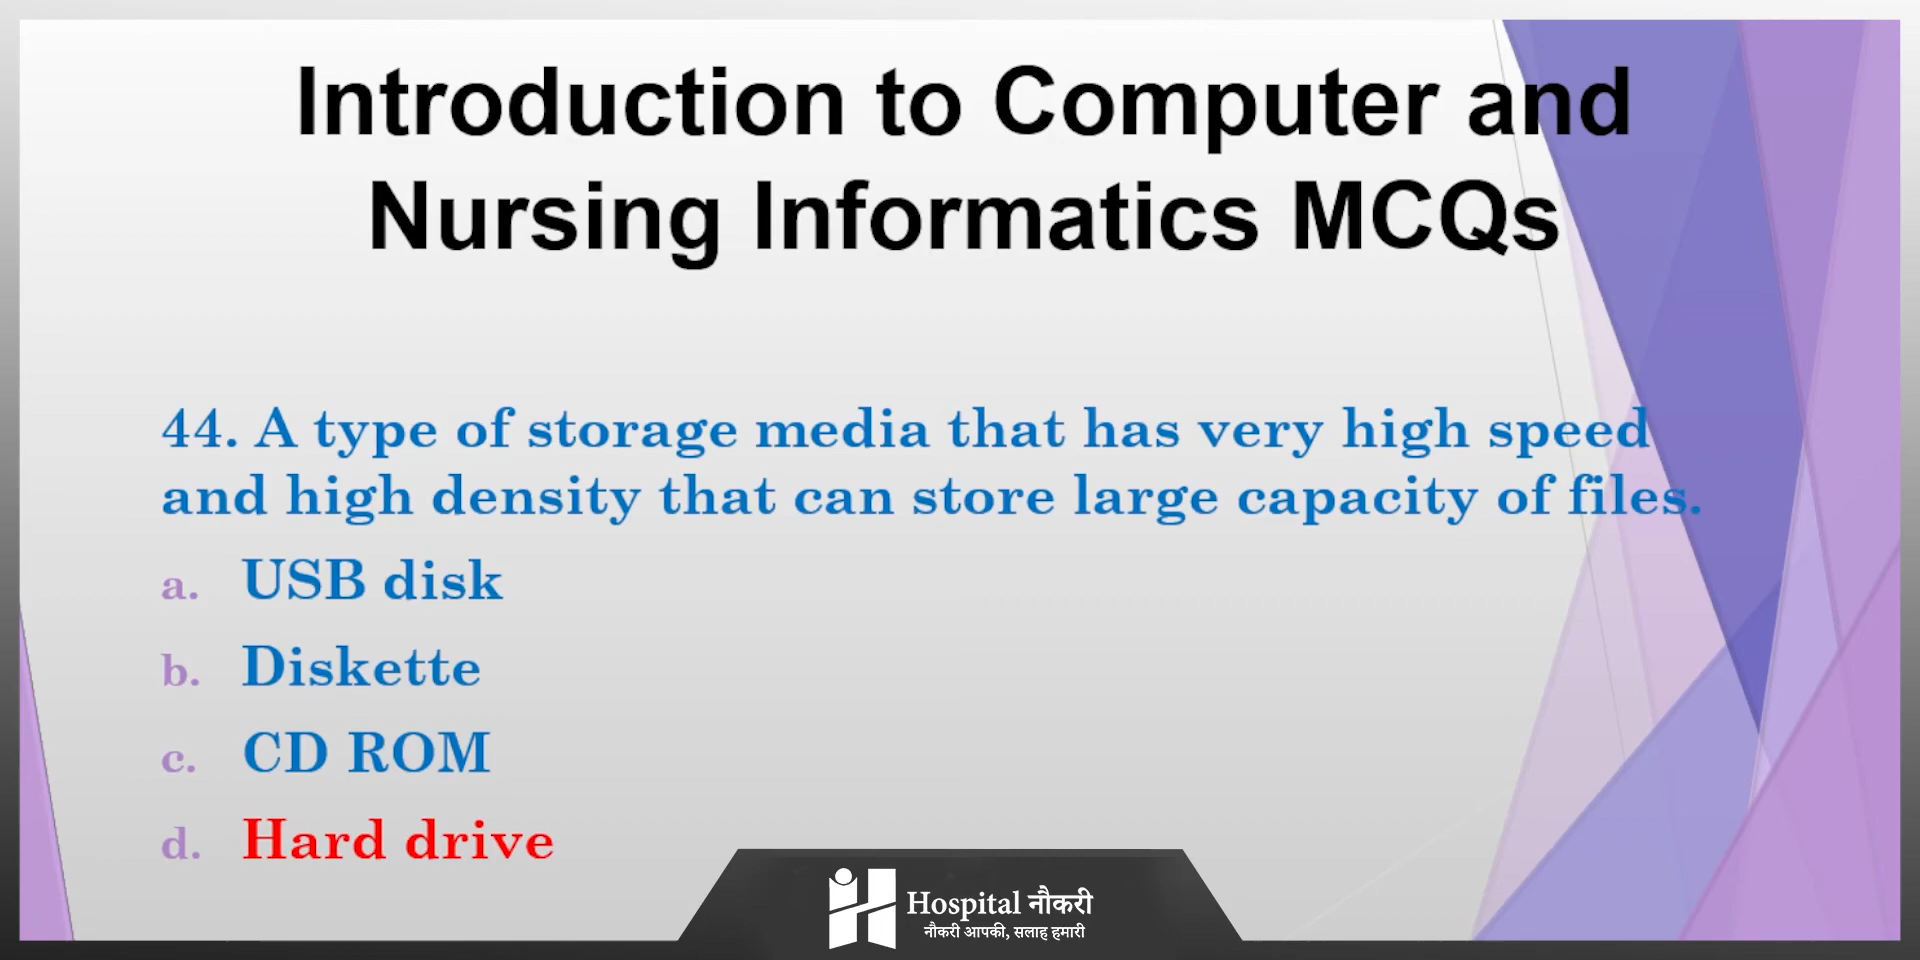 Introduction to Computer and
Nursing Informatics MCQs
44. A type of storage media that has very high speed
and high density that can store large capacity of files.
a. USB disk
b. Diskette
c. CD ROM
d. Hard drive
Hospital नौकरी
नौकरी आपकी, सलाह हमारी